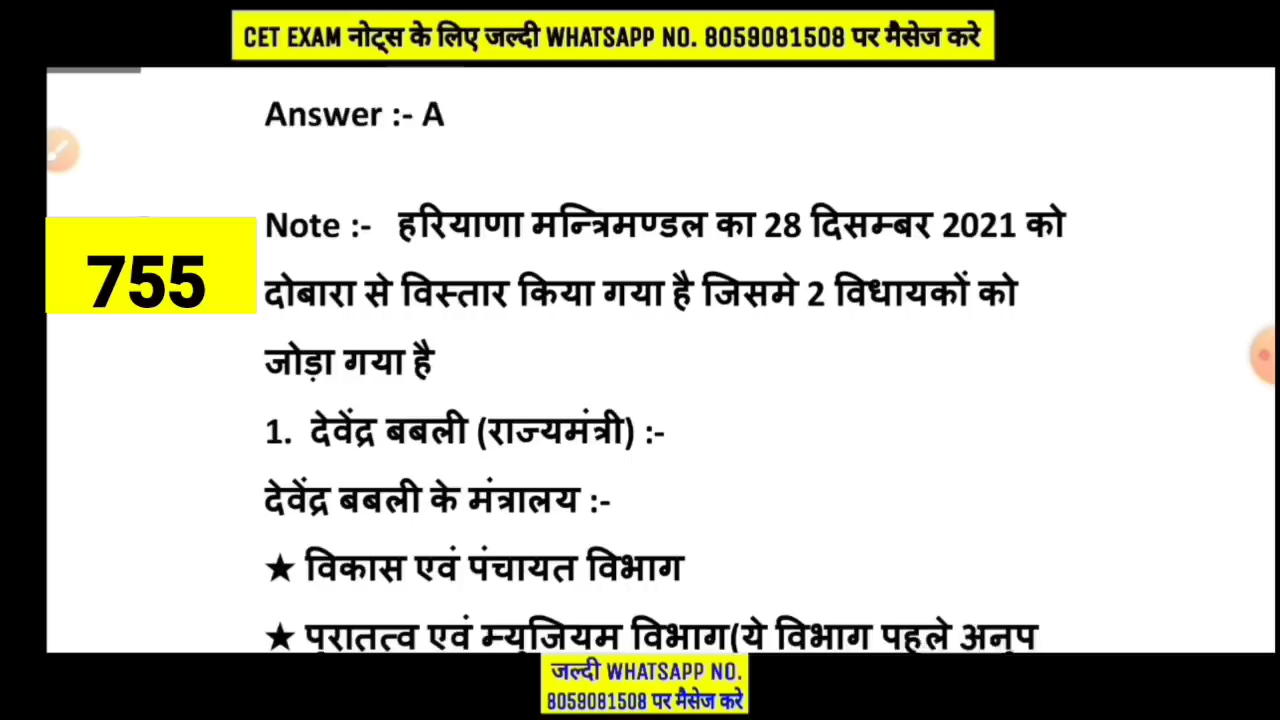 CET EXAM नोट्स के लिए जल्दी WHATSAPP NO. 8059081508 पर मैसेज करे
Answer :- A
Note :- हरियाणा मन्त्रिमण्डल का 28 दिसम्बर 2021 को
755
दोबारा से विस्तार किया गया है जिसमे 2 विधायकों को
जोड़ा गया है
1. देवेंद्र बबली (राज्यमंत्री) :-
देवेंद्र बबली के मंत्रालय :-
★ विकास एवं पंचायत विभाग
★ पुरातत्व एवं म्यूजियम विभाग(ये विभाग पहले अनूप
जल्दी WHATSAPP NO.
8059081508 पर मैसेज करे